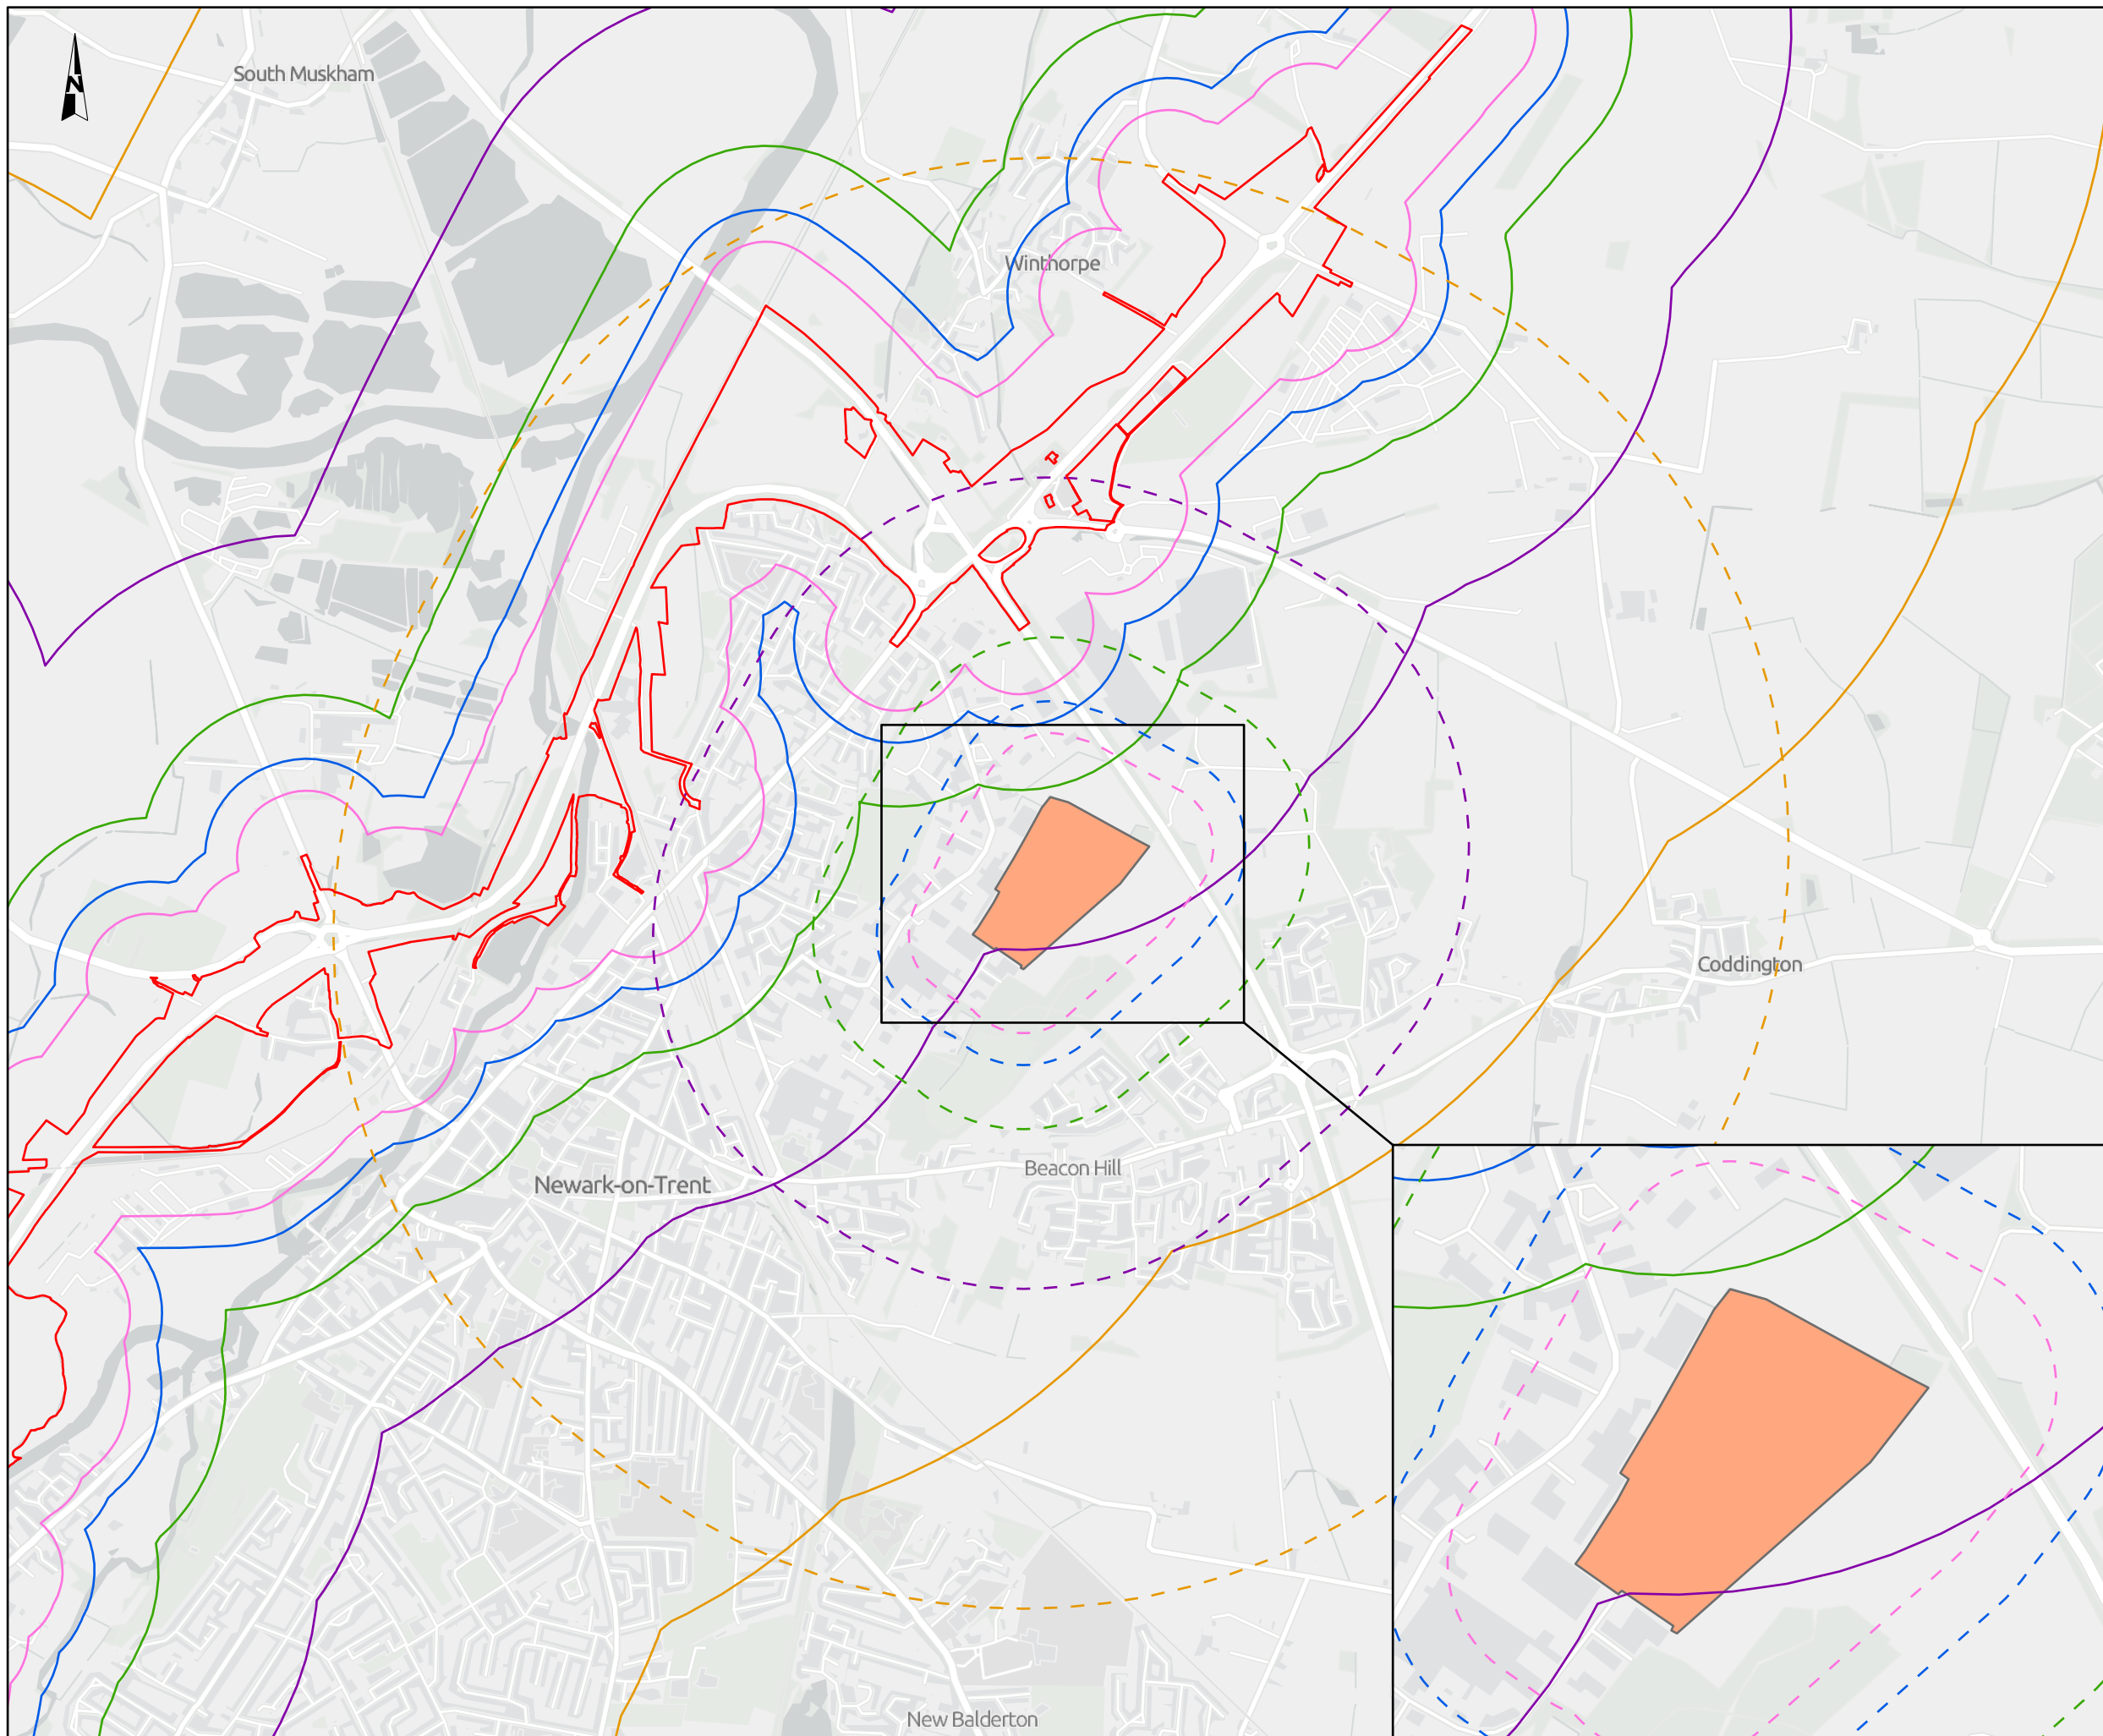 South Muskham
N
Winthorpe
Coddington
Beacon Hill
Newark-on-Trent
New Balderton